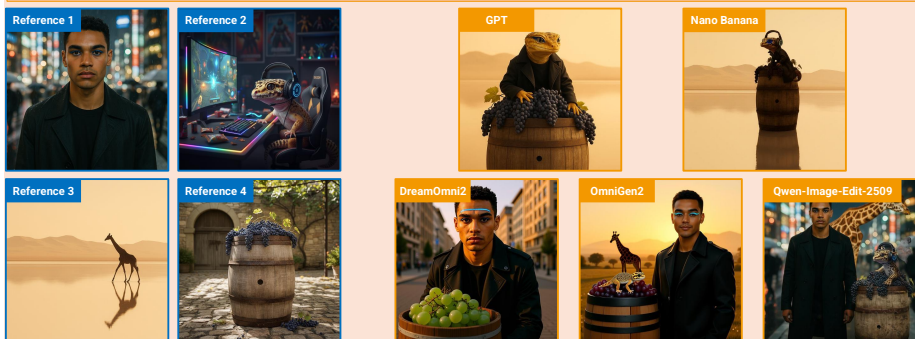 Reference 1
Reference 2
GPT
Nano Banana
Reference 3
Reference 4
DreamOmni2
OmniGen2
Qwen-Image-Edit-2509